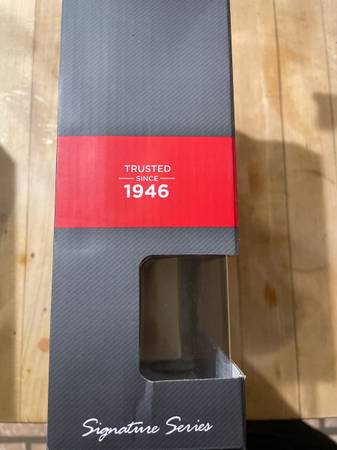 TRUSTED
SINCE
1946
Signature Series